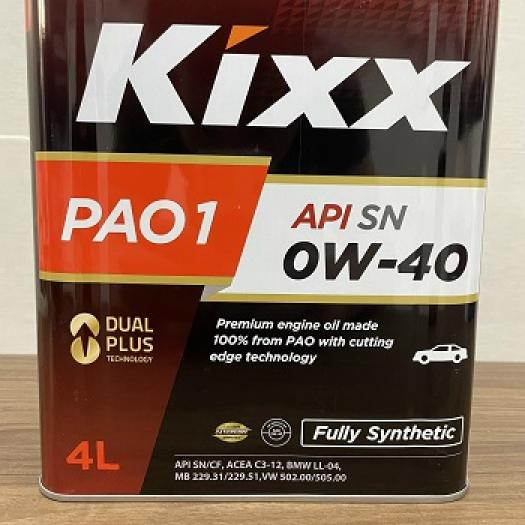 Kixx
PAO 1
API SN
0W-40
DUAL
PLUS
TECHNOLOGY
Premium engine oil made
100% from PAO with cutting
edge technology
Fully Synthetic
4L
API SN/CF, ACEA C3-12, BMW LL-04,
MB 229.31/229.51,VW 502.00/505.00